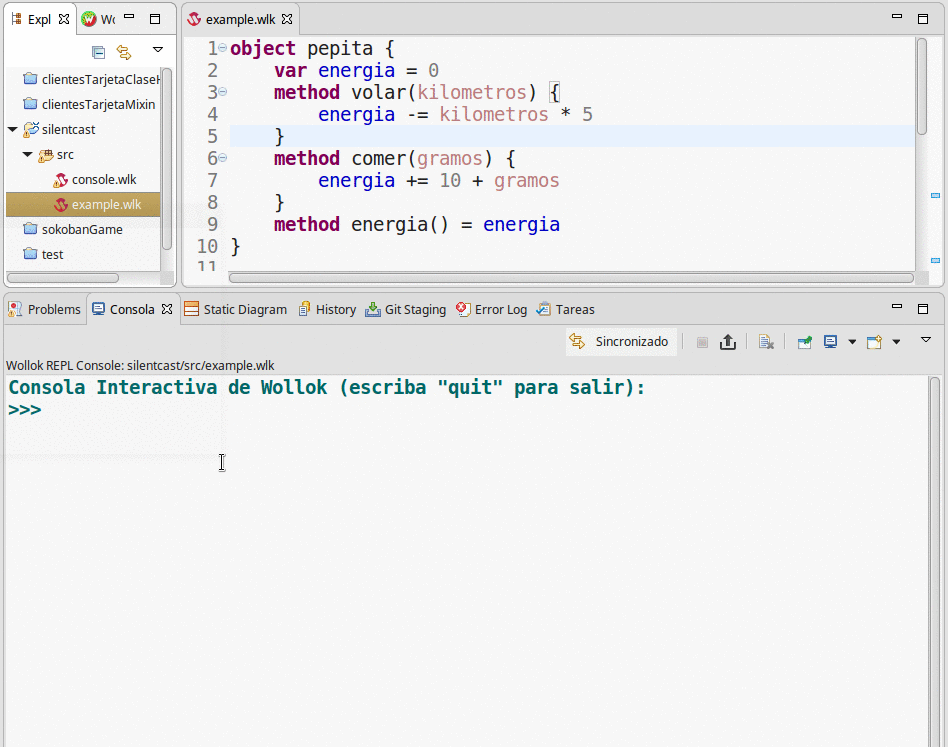 Expl Wo
clientesTarjetaClase
clientesTarjetaMixin
silentcast
src
console.wlk
example.wlk
sokobanGame
test
example.wlk
1 object pepita {
2 var energia = 0
3 method volar(kilometros) {
4 energia -= kilometros * 5
5 }
6 method comer(gramos) {
7 energia += 10 + gramos
8 }
9 method energia() = energia
10 }
11
Problems Consola Static Diagram History Git Staging Error Log Tareas
Sincronizado
Wollok REPL Console: silentcast/src/example.wlk
Consola Interactiva de Wollok (escriba "quit" para salir):
>>>